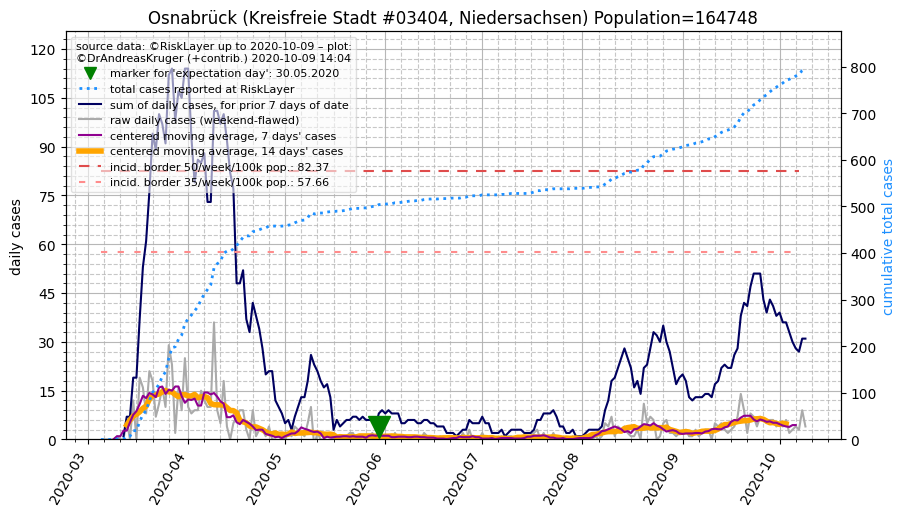 Osnabrück (Kreisfreie Stadt #03404, Niedersachsen) Population=164748
source data: ©RiskLayer up to 2020-10-09 – plot:
©DrAndreasKruger (+contrib.) 2020-10-09 14:04
marker for 'expectation day': 30.05.2020
total cases reported at RiskLayer
sum of daily cases, for prior 7 days of date
raw daily cases (weekend-flawed)
centered moving average, 7 days' cases
centered moving average, 14 days' cases
incid. border 50/week/100k pop.: 82.37
incid. border 35/week/100k pop.: 57.66
daily cases
120
105
90
75
60
45
30
15
0
cumulative total cases
800
700
600
500
400
300
200
100
0
2020-03
2020-04
2020-05
2020-06
2020-07
2020-08
2020-09
2020-10